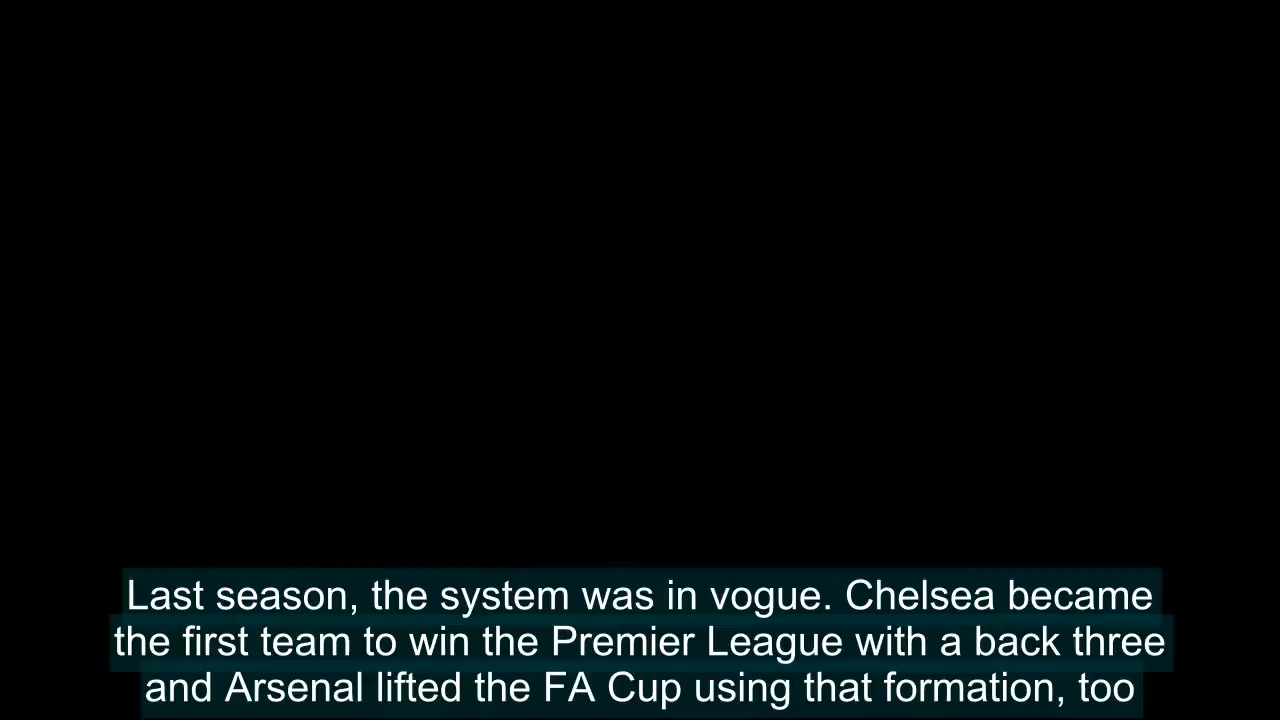 Last season, the system was in vogue. Chelsea became
the first team to win the Premier League with a back three
and Arsenal lifted the FA Cup using that formation, too